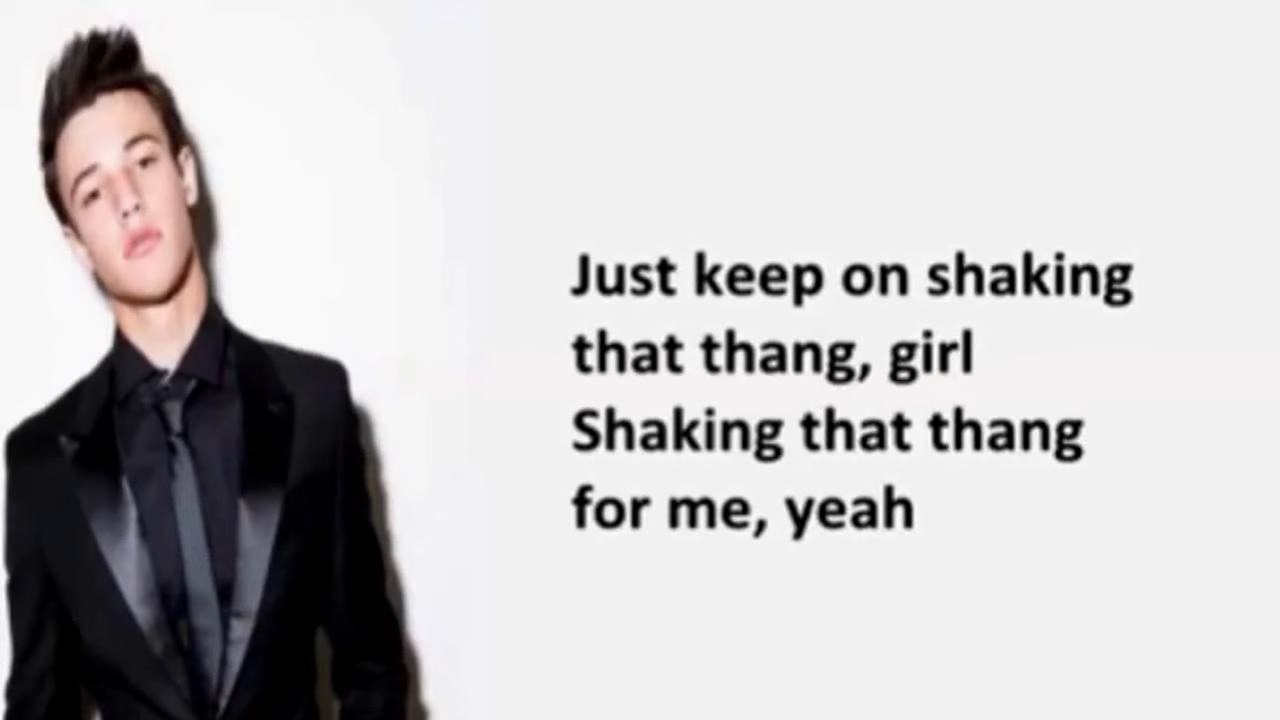 Just keep on shaking
that thang, girl
Shaking that thang
for me, yeah